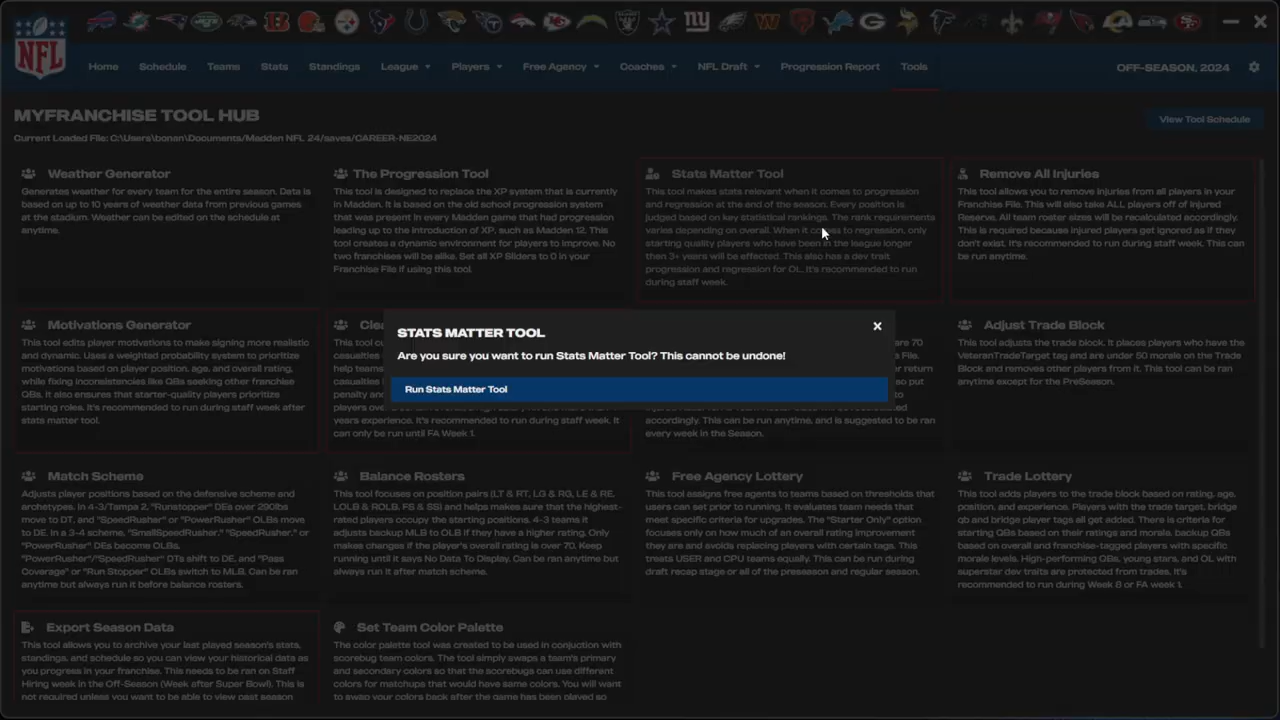 NFL
Home Schedule Teams Stats Standings League Players Free Agency Coaches NFL Draft Progression Report Tools OFF-SEASON, 2024
MYFRANCHISE TOOL HUB
Current Loaded File: C:\Users\bonan\Documents/Madden NFL 24/saves/CAREER-NE2024
View Tool Schedule
Weather Generator
Generates weather for every team for the entire season. Data is
based on up to 10 years of weather data from previous games
at the stadium. Weather can be edited on the schedule at
anytime.
The Progression Tool
This tool is designed to replace the XP system that is currently
in Madden. It is based on the old school progression system
that was present in every Madden game that had progression
leading up to the introduction of XP, such as Madden 12. This
tool creates a dynamic environment for players to improve. No
two franchises will be alike. Set all XP Sliders to 0 in your
Franchise File if using this tool.
Stats Matter Tool
This tool makes stats relevant when it comes to progression
and regression at the end of the season. Every position is
judged based on key statistical rankings. The rank requirements
varies depending on overall. When it comes to regression, only
starting quality players who have been in the league longer
then 3+ years will be effected. This also has a dev trait
progression and regression for OL. It's recommended to run
during staff week.
Remove All Injuries
This tool allows you to remove injuries from all players in your
Franchise File. This will also take ALL players off of Injured
Reserve. All team roster sizes will be recalculated accordingly.
This is required because injured players get ignored as if they
don't exist. It's recommended to run during staff week. This can
be run anytime.
STATS MATTER TOOL
Are you sure you want to run Stats Matter Tool? This cannot be undone!
Run Stats Matter Tool
Motivations Generator
This tool edits player motivations to make signing more realistic
and dynamic. Uses a weighted probability system to prioritize
motivations based on player position, age, and overall rating,
while fixing inconsistencies like QBs seeking other franchise
QBs. It also ensures that starter-quality players prioritize
starting roles. It's recommended to run during staff week after
stats matter tool.
This tool
casualties
help teams
casualties
penalty and
players
years experience. It's recommended to run during staff week. It
can only be run until FA Week 1.
are 70
File.
return
so put
accordingly. This can be run anytime, and is suggested to be ran
every week in the Season.
Adjust Trade Block
This tool adjusts the trade block. It places players who have the
VeteranTradeTarget tag and are under 50 morale on the Trade
Block and removes other players from it. This tool can be ran
anytime except for the PreSeason.
Match Scheme
Adjusts player positions based on the defensive scheme and
archetypes. In 4-3/Tampa 2, "Runstopper" DEs over 290lbs
move to DT, and "SpeedRusher" or "PowerRusher" OLBs move
to DE. In a 3-4 scheme, "SmallSpeedRusher," "SpeedRusher," or
"PowerRusher" DEs become OLBs,
"PowerRusher"/"SpeedRusher" DTs shift to DE, and "Pass
Coverage" or "Run Stopper" OLBs switch to MLB. Can be ran
anytime but always run it before balance rosters.
Balance Rosters
This tool focuses on position pairs (LT & RT, LG & RG, LE & RE,
LOLB & ROLB, FS & SS) and helps make sure that the highest-
rated players occupy the starting positions. 4-3 teams it
adjusts backup MLB to OLB if they have a higher rating. Only
makes changes if the player's overall rating is over 70. Keep
running until it says No Data To Display. Can be ran anytime but
always run it after match scheme.
Free Agency Lottery
This tool assigns free agents to teams based on thresholds that
users can set prior to running. It evaluates team needs that
meet specific criteria for upgrades. The "Starter Only" option
focuses only on how much of an overall rating improvement
they are and avoids replacing players with certain tags. This
treats USER and CPU teams equally. This can be run during
draft recap stage or all of the preseason and regular season.
Trade Lottery
This tool adds players to the trade block based on rating, age,
position, and experience. Players with the trade target, bridge
qb and bridge player tags all get added. There is criteria for
starting QBs based on their ratings and morale, backup QBs
based on overall and franchise-tagged players with specific
morale levels. High-performing QBs, young stars, and OL with
superstar dev traits are protected from trades. It's
recommended to run during Week 8 or FA week 1.
Export Season Data
This tool allows you to archive your last played season's stats,
standings, and schedule so you can view your historical data as
you progress in your franchise. This needs to be ran on Staff
Hiring week in the Off-Season (Week after Super Bowl). This is
not required unless you want to be able to view past season
Set Team Color Palette
The color palette tool was created to be used in conjuction with
scorebug team colors. The tool simply swaps a team's primary
and secondary colors so that the scorebugs can use different
colors for matchups that would have same colors. You will want
to swap your colors back after the game has been played so